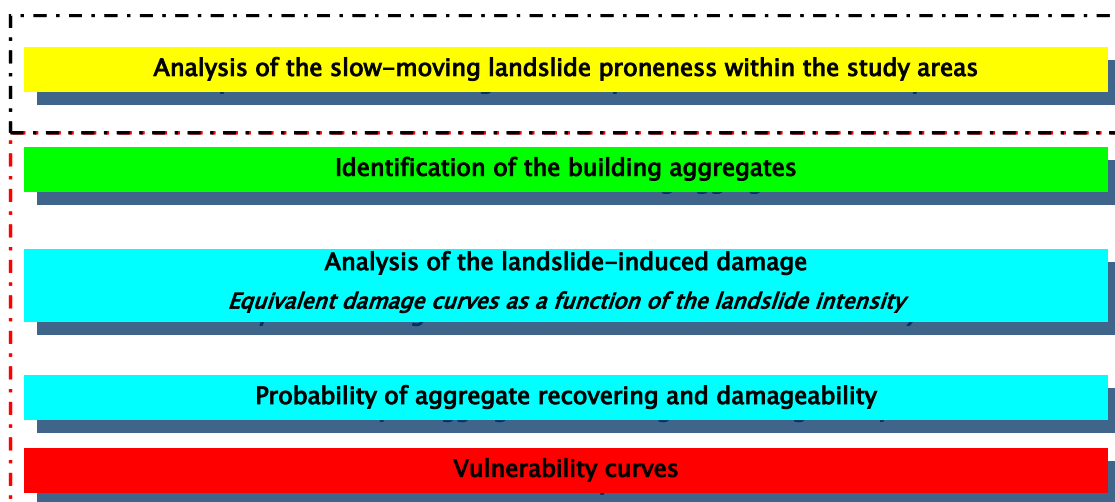 Analysis of the slow-moving landslide proneness within the study areas
Identification of the building aggregates
Analysis of the landslide-induced damage
Equivalent damage curves as a function of the landslide intensity
Probability of aggregate recovering and damageability
Vulnerability curves